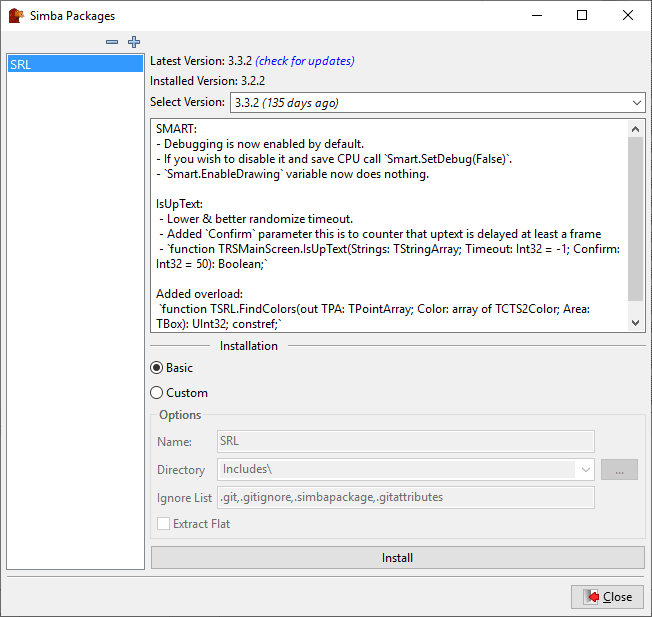 Simba Packages
SRL
Latest Version: 3.3.2 (check for updates)
Installed Version: 3.2.2
Select Version: 3.3.2 (135 days ago)
SMART:
- Debugging is now enabled by default.
- If you wish to disable it and save CPU call `Smart.SetDebug(False)`.
- `Smart.EnableDrawing` variable now does nothing.
IsUpText:
- Lower & better randomize timeout.
- Added `Confirm` parameter this is to counter that uptext is delayed at least a frame
- `function TRSMainScreen.IsUpText(Strings: TStringArray; Timeout: Int32 = -1; Confirm:
Int32 = 50): Boolean;`
Added overload:
`function TSRL.FindColors(out TPA: TPointArray; Color: array of TCTS2Color; Area:
TBox): UInt32; constref;`
Installation
Basic
Custom
Options
Name: SRL
Directory Includes\ ...
Ignore List .git,.gitignore,.simbapackage,.gitattributes
Extract Flat
Install
Close